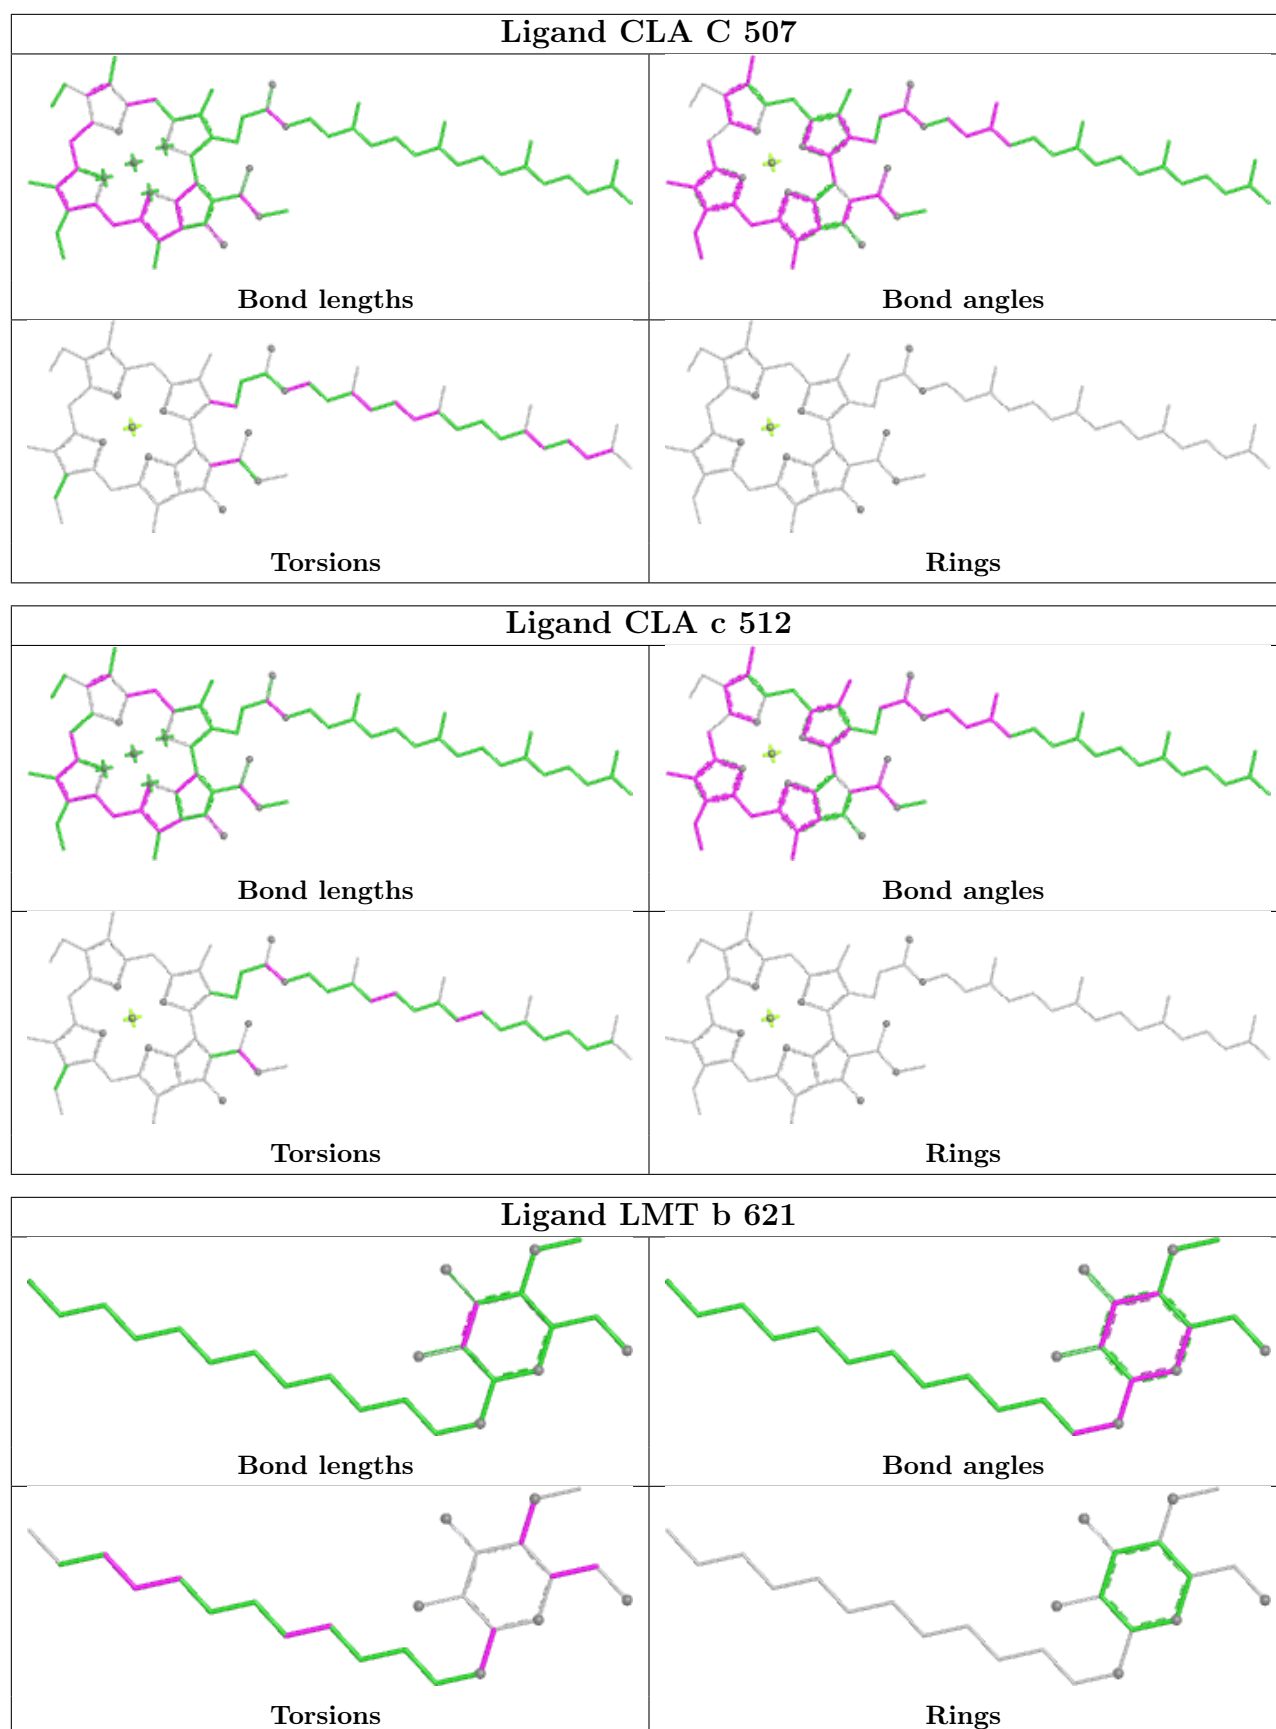 Ligand CLA C 507
Bond lengths
Bond angles
Torsions
Rings
Ligand CLA c 512
Bond lengths
Bond angles
Torsions
Rings
Ligand LMT b 621
Bond lengths
Bond angles
Torsions
Rings